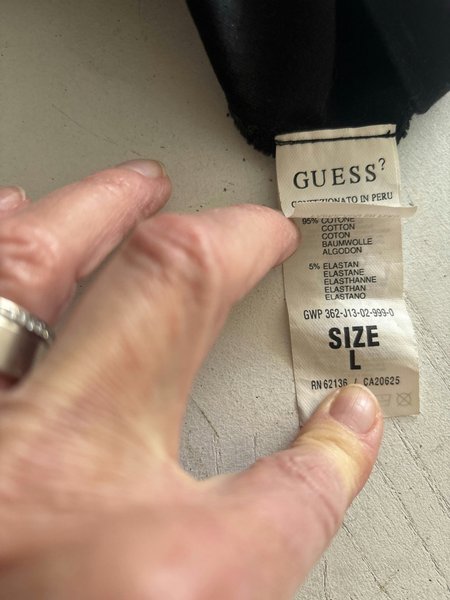 GUESS?
CONFEZIONATO IN PERU
95% COTONE
COTTON
COTON
BAUMWOLLE
ALGODON
5% ELASTAN
ELASTANE
ELASTHANNE
ELASTHAN
ELASTANO
GWP 362-J13-02-999-0
SIZE
L
RN 62136 / CA20625